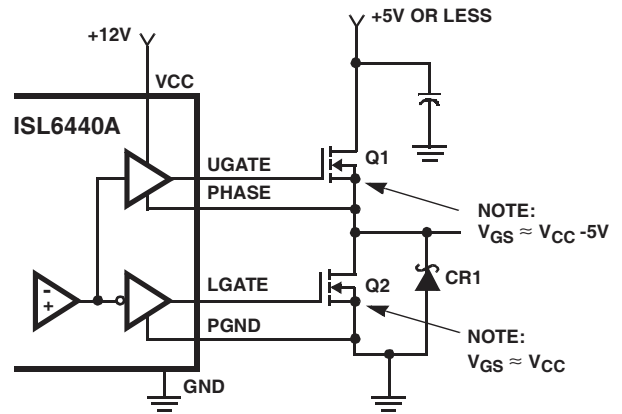 +5V OR LESS
+12V
VCC
ISL6440A
UGATE
Q1
PHASE
NOTE:
VGS ≈ VCC -5V
-
+
LGATE
Q2
CR1
PGND
NOTE:
VGS ≈ VCC
GND